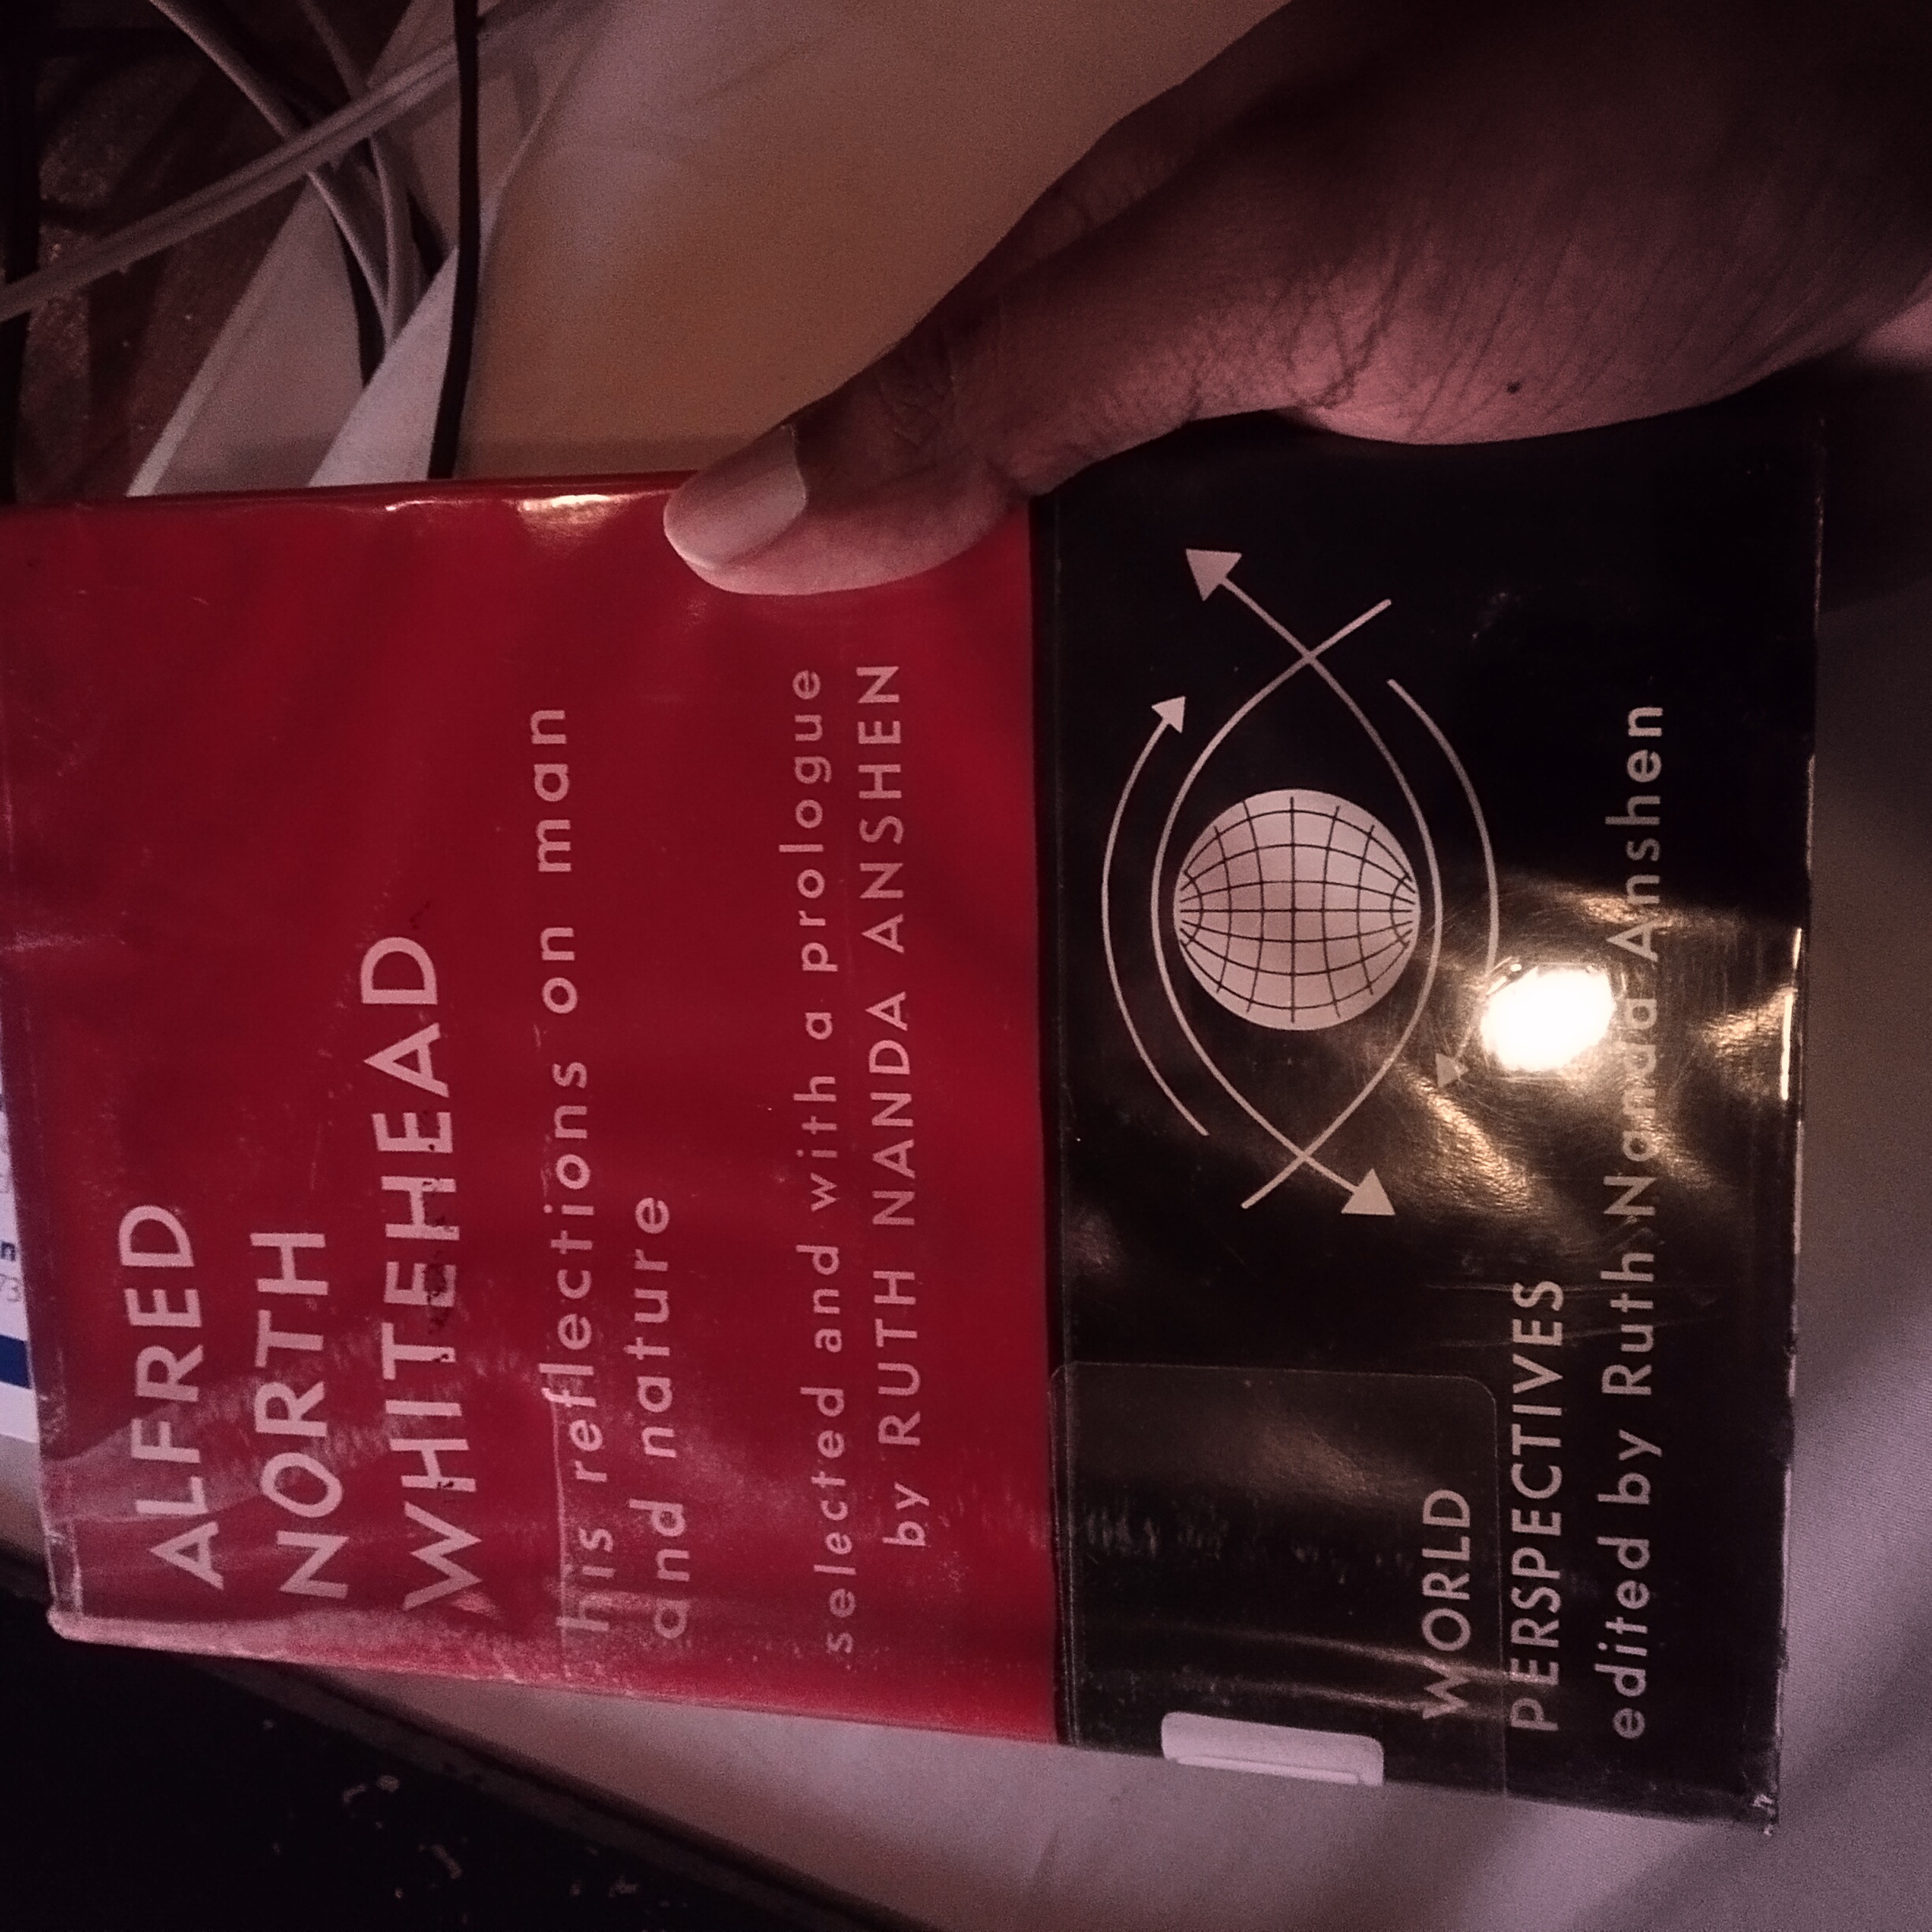 ALFRED
NORTH
WHITEHEAD
his reflections on man
and nature
selected and with a prologue
by RUTH NANDA ANSHEN
WORLD
PERSPECTIVES
edited by Ruth Nanda Anshen